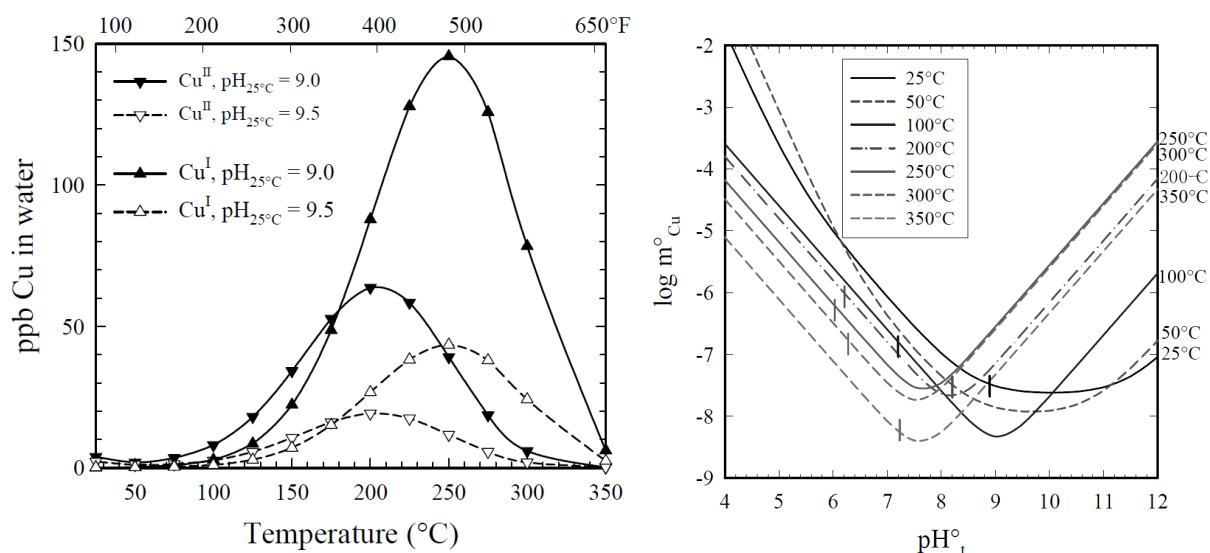 100 200 300 400 500 650°F
150
100
50
0
ppb Cu in water
Cu^II, pH25°C = 9.0
Cu^II, pH25°C = 9.5
Cu^I, pH25°C = 9.0
Cu^I, pH25°C = 9.5
50 100 150 200 250 300 350
Temperature (°C)
-2
-3
-4
-5
-6
-7
-8
-9
log m°Cu
25°C
50°C
100°C
200°C
250°C
300°C
350°C
250°C
300°C
200°C
350°C
100°C
50°C
25°C
4 5 6 7 8 9 10 11 12
pH°t